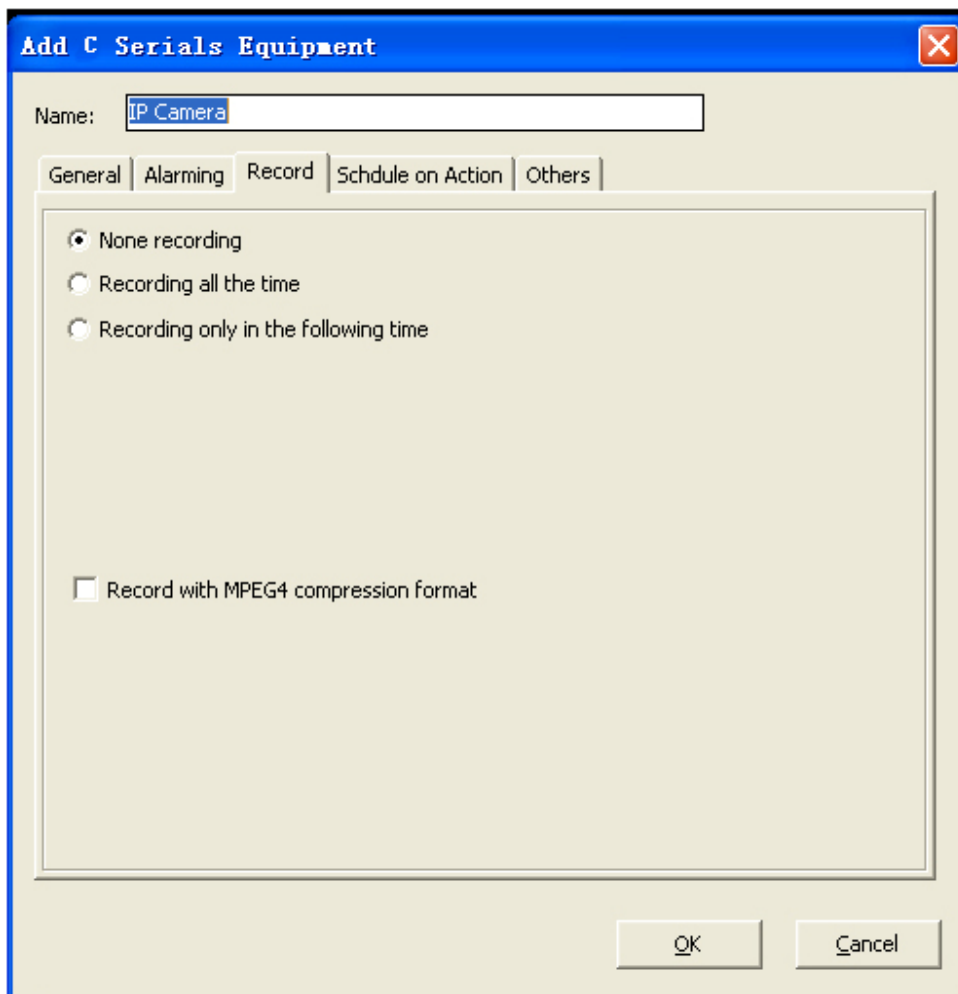 Add C Serials Equipment
Name: IP Camera
General Alarming Record Schdule on Action Others
None recording
Recording all the time
Recording only in the following time
Record with MPEG4 compression format
OK Cancel